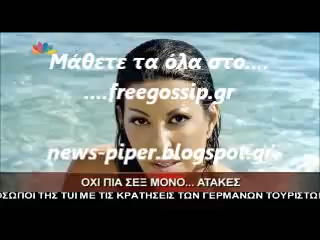 Μάθετε τα όλα στο....
....freegossip.gr
news-piper.blogspot.gr
ΟΧΙ ΠΙΑ ΣΕΞ ΜΟΝΟ... ΑΤΑΚΕΣ
ΟΣΩΠΟΙ ΤΗΣ TUI ΜΕ ΤΙΣ ΚΡΑΤΗΣΕΙΣ ΤΩΝ ΓΕΡΜΑΝΩΝ ΤΟΥΡΙΣΤΩ